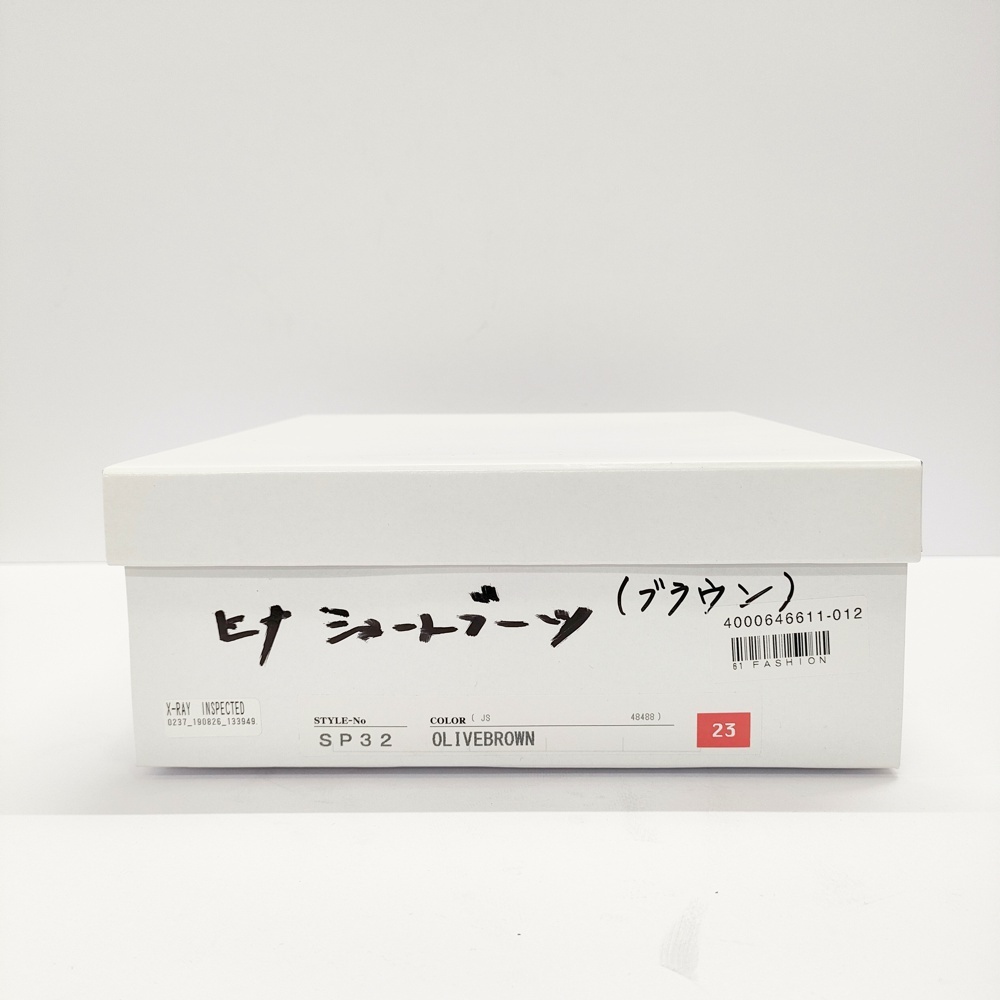 ヒナ ショートブーツ (ブラウン)
4000646611-012
61 FASHION
X-RAY INSPECTED
0237_190826_133949
STYLE-No
SP32
COLOR ( JS 48488 )
OLIVEBROWN
23